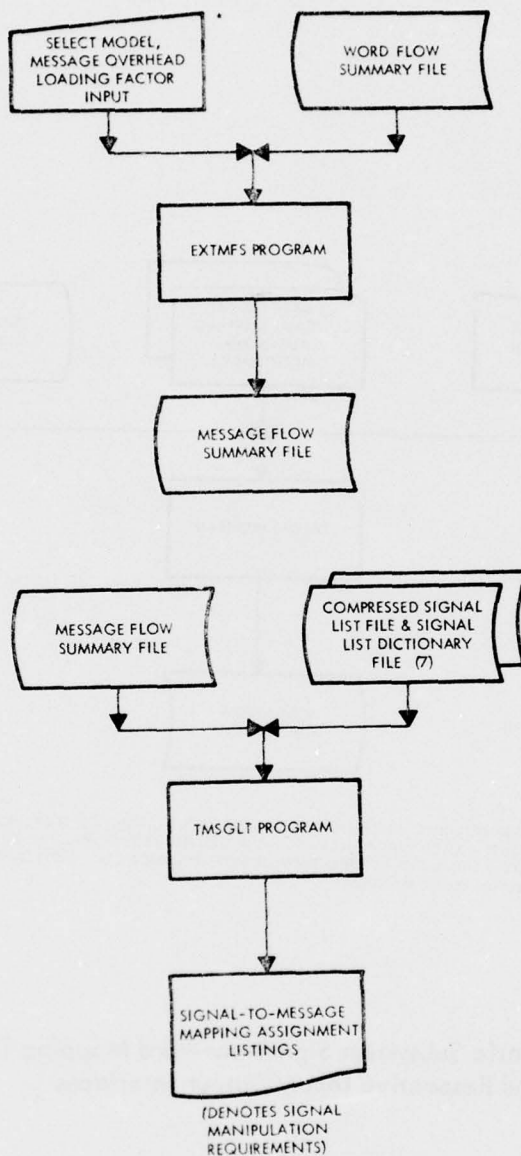 SELECT MODEL,
MESSAGE OVERHEAD
LOADING FACTOR
INPUT
WORD FLOW
SUMMARY FILE
EXTMFS PROGRAM
MESSAGE FLOW
SUMMARY FILE
MESSAGE FLOW
SUMMARY FILE
COMPRESSED SIGNAL
LIST FILE & SIGNAL
LIST DICTIONARY
FILE (7)
TMSGLT PROGRAM
SIGNAL-TO-MESSAGE
MAPPING ASSIGNMENT
LISTINGS
(DENOTES SIGNAL
MANIPULATION
REQUIREMENTS)